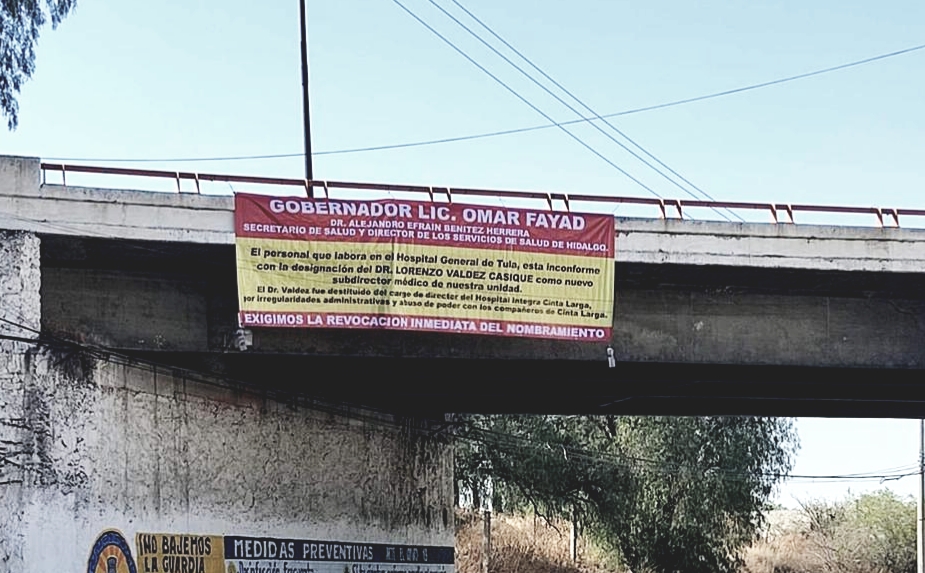 GOBERNADOR LIC. OMAR FAYAD
DR. ALEJANDRO EFRAIN BENITEZ HERRERA
SECRETARIO DE SALUD Y DIRECTOR DE LOS SERVICIOS DE SALUD DE HIDALGO.
El personal que labora en el Hospital General de Tula, esta inconforme
con la designación del DR. LORENZO VALDEZ CASIQUE como nuevo
subdirector médico de nuestra unidad.
El Dr. Valdez fue destituido del cargo de director del Hospital Integra Cinta Larga,
por irregularidades administrativas y abuso de poder con los compañeros de Cinta Larga.
EXIGIMOS LA REVOCACION INMEDIATA DEL NOMBRAMIENTO
¡NO BAJEMOS
LA GUARDIA
MEDIDAS PREVENTIVAS